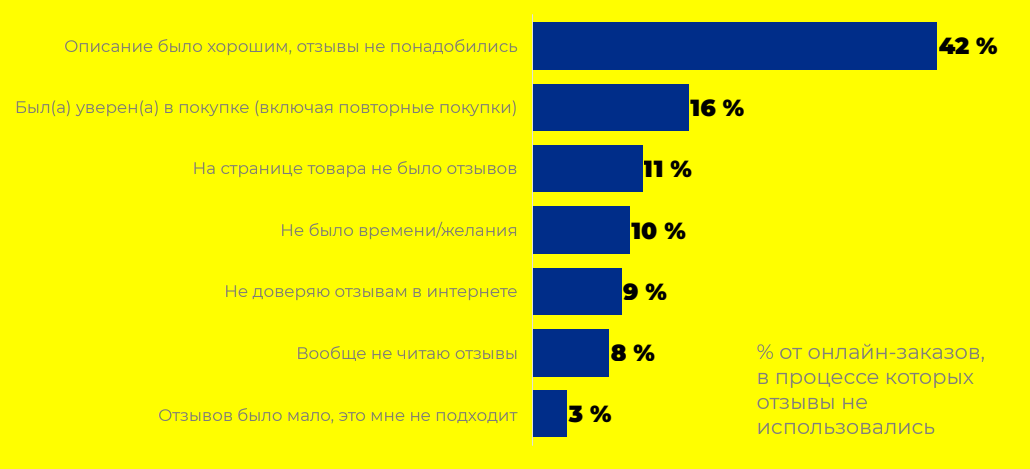 Описание было хорошим, отзывы не понадобились 42 %
Был(а) уверен(а) в покупке (включая повторные покупки) 16 %
На странице товара не было отзывов 11 %
Не было времени/желания 10 %
Не доверяю отзывам в интернете 9 %
Вообще не читаю отзывы 8 %
Отзывов было мало, это мне не подходит 3 %
% от онлайн-заказов,
в процессе которых
отзывы не
использовались